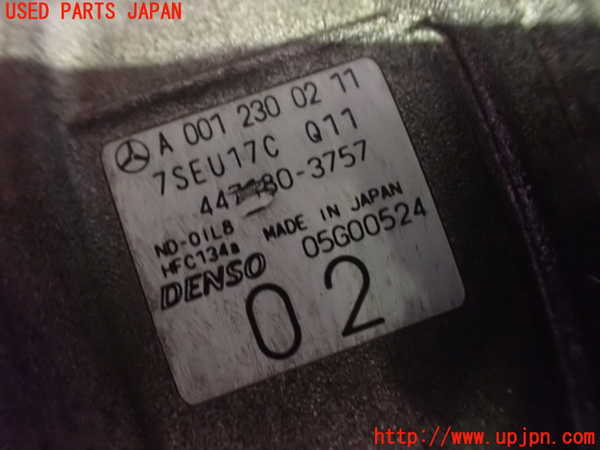 USED PARTS JAPAN
A 001 230 02 11
7SEU17C Q11
-3757
ND-OIL8
HFC134a MADE IN JAPAN
DENSO 05G00524
02
http://www.upjpn.com/